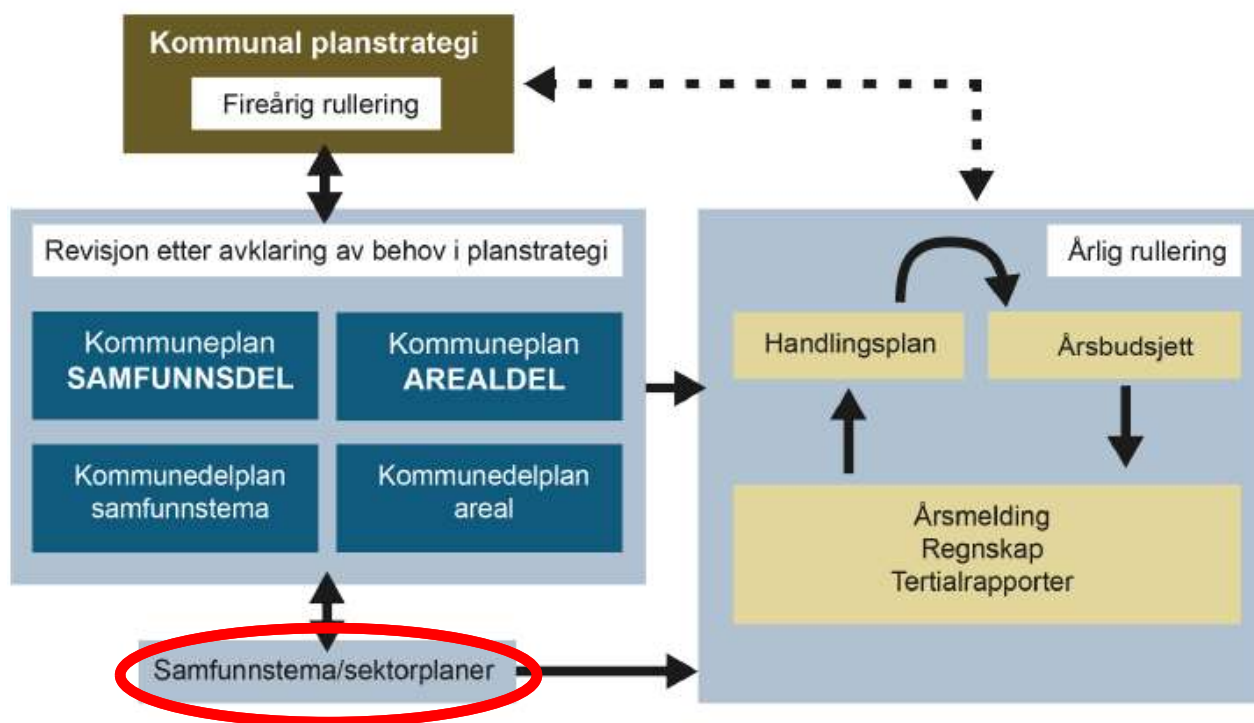 Kommunal planstrategi
Fireårig rullering
Revisjon etter avklaring av behov i planstrategi
Kommuneplan
SAMFUNNSDEL
Kommuneplan
AREALDEL
Kommunedelplan
samfunnstema
Kommunedelplan
areal
Samfunnstema/sektorplaner
Årlig rullering
Handlingsplan
Årsbudsjett
Årsmelding
Regnskap
Tertialrapporter